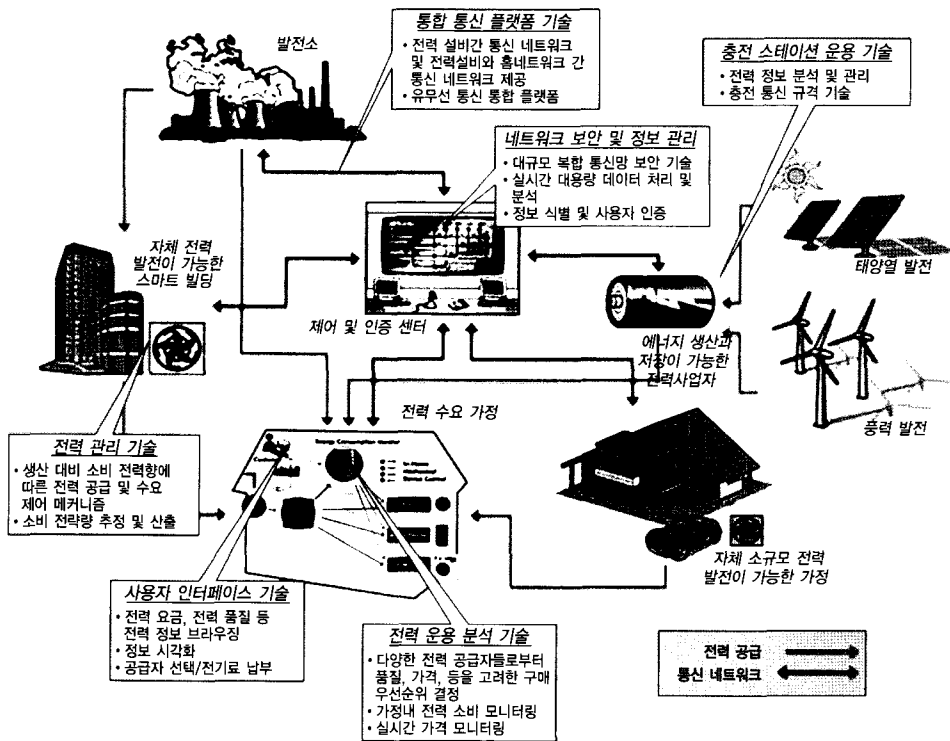 발전소
통합 통신 플랫폼 기술
• 전력 설비간 통신 네트워크
및 전력설비와 홈네트워크 간
통신 네트워크 제공
• 유무선 통신 통합 플랫폼
충전 스테이션 운용 기술
• 전력 정보 분석 및 관리
• 충전 통신 규격 기술
네트워크 보안 및 정보 관리
• 대규모 복합 통신망 보안 기술
• 실시간 대용량 데이터 처리 및
분석
• 정보 식별 및 사용자 인증
자체 전력
발전이 가능한
스마트 빌딩
제어 및 인증 센터
태양열 발전
에너지 생산과
저장이 가능한
전력사업자
풍력 발전
전력 수요 가정
전력 관리 기술
• 생산 대비 소비 전력향에
따른 전력 공급 및 수요
제어 메커니즘
• 소비 전략량 추정 및 산출
Energy Consumption Monitor
자체 소규모 전력
발전이 가능한 가정
사용자 인터페이스 기술
• 전력 요금, 전력 품질 등
전력 정보 브라우징
• 정보 시각화
• 공급자 선택/전기료 납부
전력 운용 분석 기술
• 다양한 전력 공급자들로부터
품질, 가격, 등을 고려한 구매
우선순위 결정
• 가정내 전력 소비 모니터링
• 실시간 가격 모니터링
전력 공급
통신 네트워크